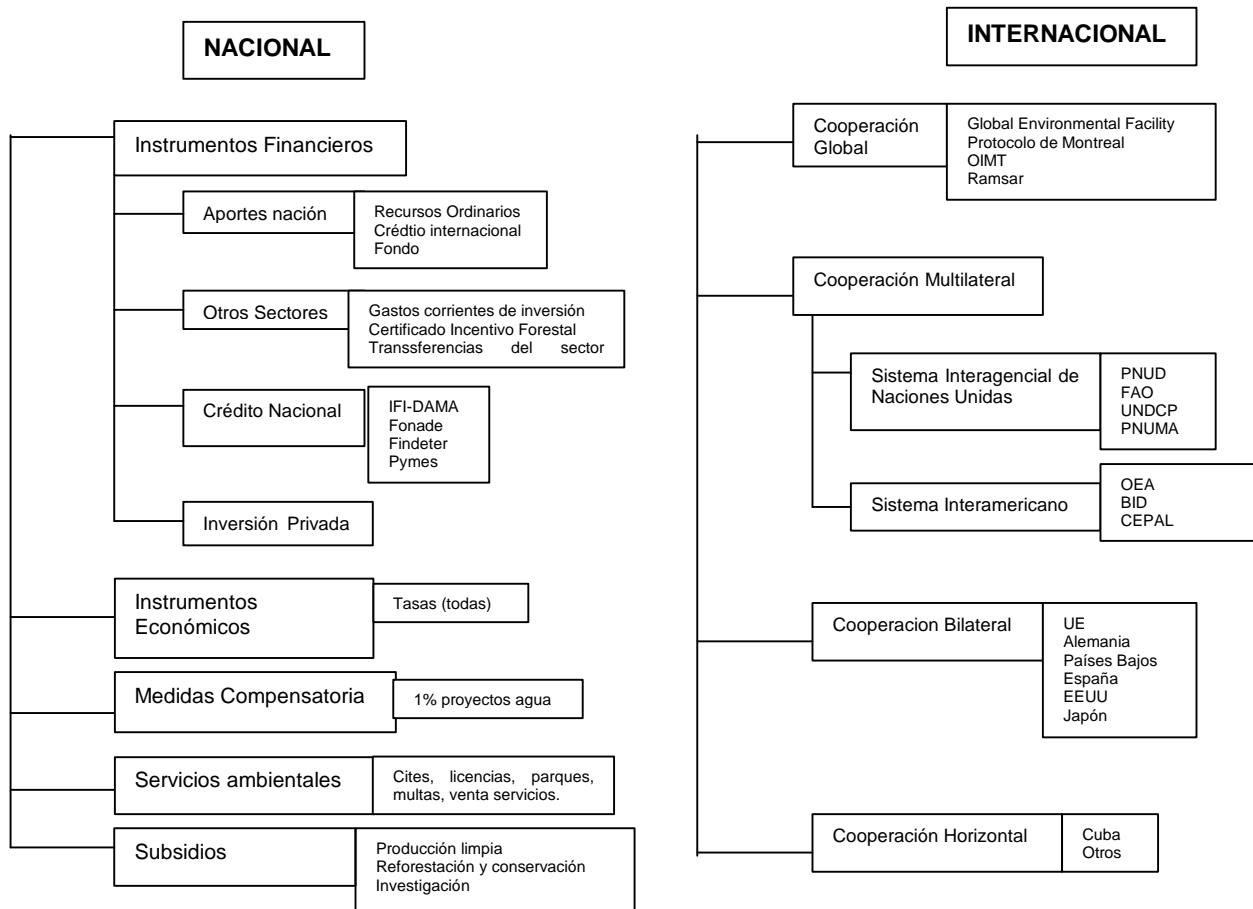 NACIONAL
Instrumentos Financieros
Aportes nación
Recursos Ordinarios
Crédtio internacional
Fondo
Otros Sectores
Gastos corrientes de inversión
Certificado Incentivo Forestal
Transsferencias del sector
Crédito Nacional
IFI-DAMA
Fonade
Findeter
Pymes
Inversión Privada
Instrumentos
Económicos
Tasas (todas)
Medidas Compensatoria
1% proyectos agua
Servicios ambientales
Cites, licencias, parques,
multas, venta servicios.
Subsidios
Producción limpia
Reforestación y conservación
Investigación
INTERNACIONAL
Cooperación
Global
Global Environmental Facility
Protocolo de Montreal
OIMT
Ramsar
Cooperación Multilateral
Sistema Interagencial de
Naciones Unidas
PNUD
FAO
UNDCP
PNUMA
Sistema Interamericano
OEA
BID
CEPAL
Cooperacion Bilateral
UE
Alemania
Países Bajos
España
EEUU
Japón
Cooperación Horizontal
Cuba
Otros